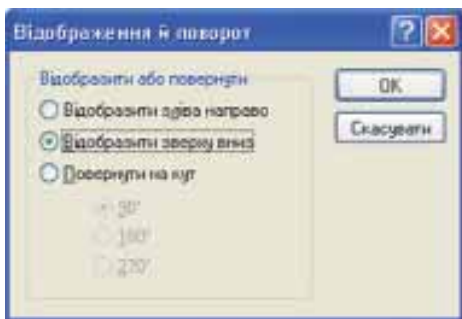 Відображення й поворот
Відобразити або повернути
Відобразити зліва направо
Відобразити зверху вниз
Повернути на кут
90°
180°
270°
OK
Скасувати